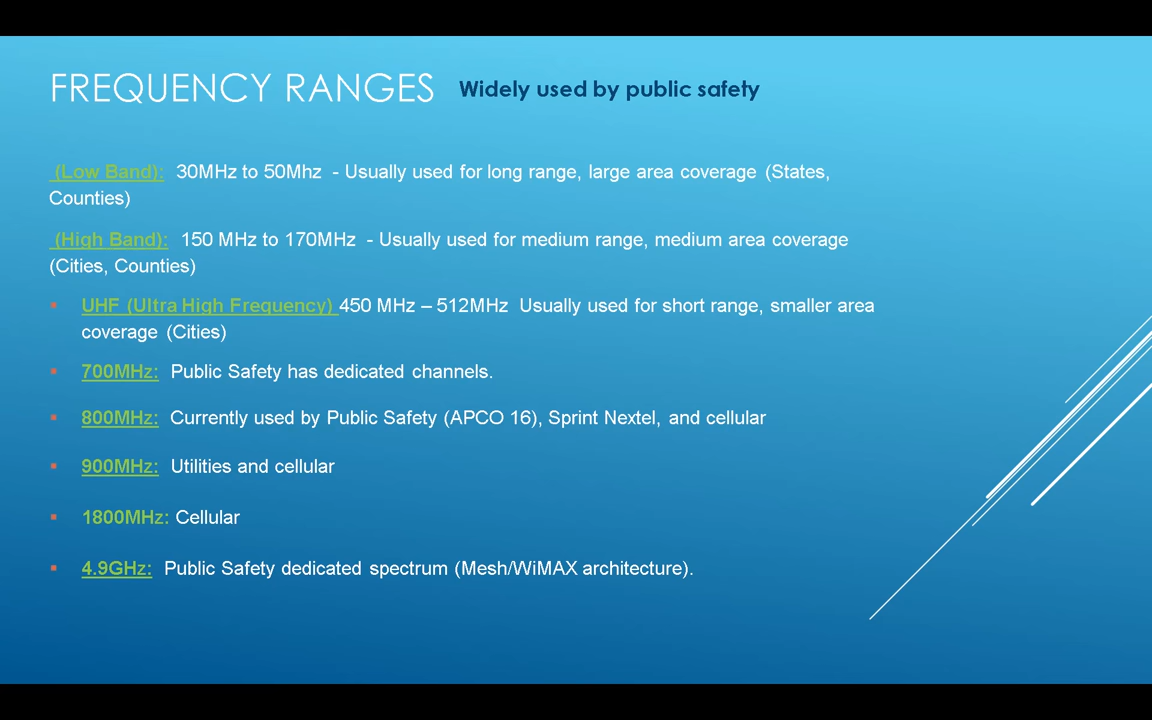 FREQUENCY RANGES Widely used by public safety
(Low Band): 30MHz to 50Mhz - Usually used for long range, large area coverage (States,
Counties)
(High Band): 150 MHz to 170MHz - Usually used for medium range, medium area coverage
(Cities, Counties)
▪ UHF (Ultra High Frequency) 450 MHz – 512MHz Usually used for short range, smaller area
coverage (Cities)
▪ 700MHz: Public Safety has dedicated channels.
▪ 800MHz: Currently used by Public Safety (APCO 16), Sprint Nextel, and cellular
▪ 900MHz: Utilities and cellular
▪ 1800MHz: Cellular
▪ 4.9GHz: Public Safety dedicated spectrum (Mesh/WiMAX architecture).